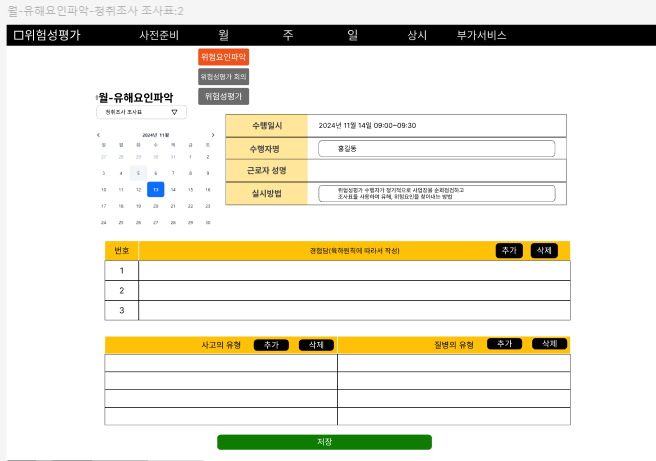 월-유해요인파악-청취조사 조사표:2
위험성평가 사전준비 월 주 일 상시 부가서비스
위험요인파악
위험성평가 회의
위험성평가
월-유해요인파악
청취조사 조사표
2024년 11월
일 월 화 수 목 금 토
27 28 29 30 31 1 2
3 4 5 6 7 8 9
10 11 12 13 14 15 16
17 18 19 20 21 22 23
24 25 26 27 28 29 30
수행일시 2024년 11월 14일 09:00~09:30
수행자명 홍길동
근로자 성명
실시방법 위험성평가 수행자가 정기적으로 사업장을 순회점검하고
조사표를 사용하여 유해, 위험요인을 찾아내는 방법
번호 경험담(육하원칙에 따라서 작성) 추가 삭제
1
2
3
사고의 유형 추가 삭제 질병의 유형 추가 삭제
저장